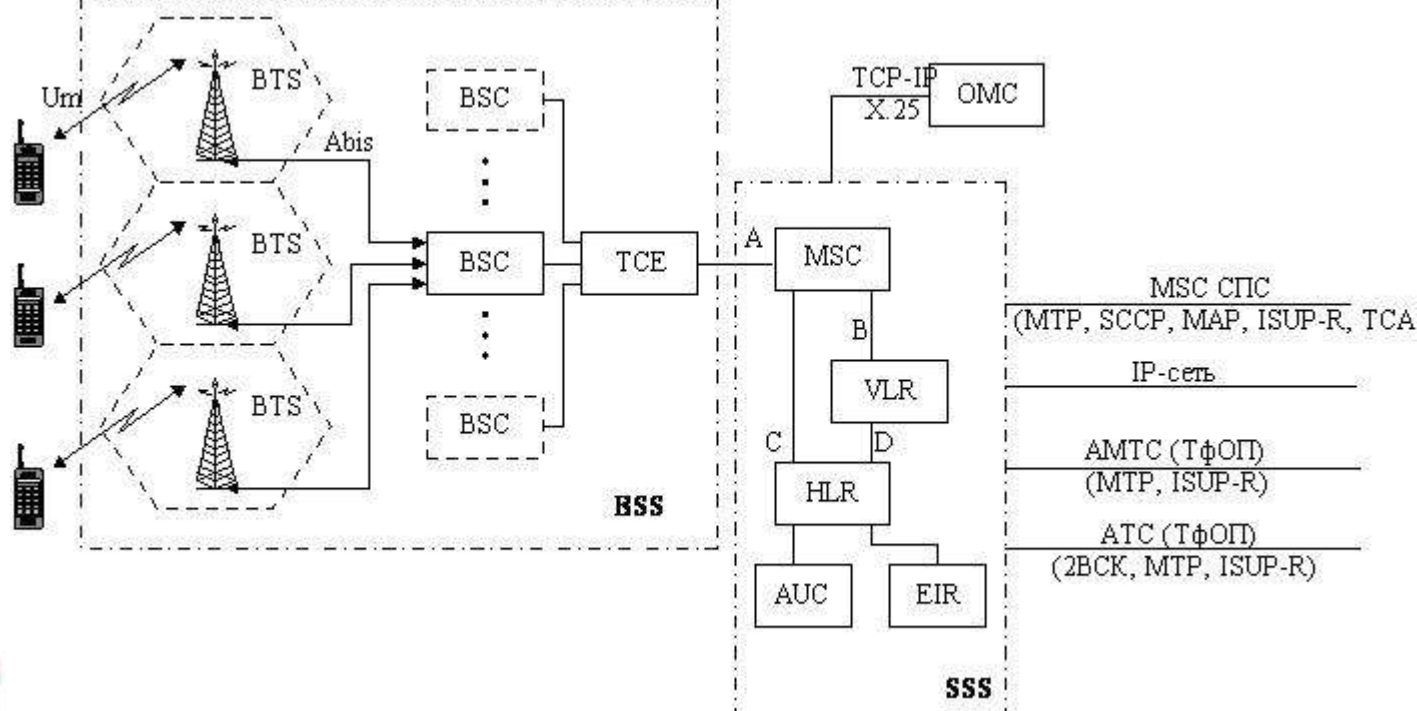 BTS
Um
Abis
BTS
BTS
BSC
BSC
BSC
TCE
BSS
TCP-IP
X.25
OMC
A
MSC
B
VLR
C
D
HLR
AUC
EIR
SSS
MSC СПС
(MTP, SCCP, MAP, ISUP-R, TCA
IP-сеть
АМТС (ТфОП)
(MTP, ISUP-R)
АТС (ТфОП)
(2ВСК, MTP, ISUP-R)